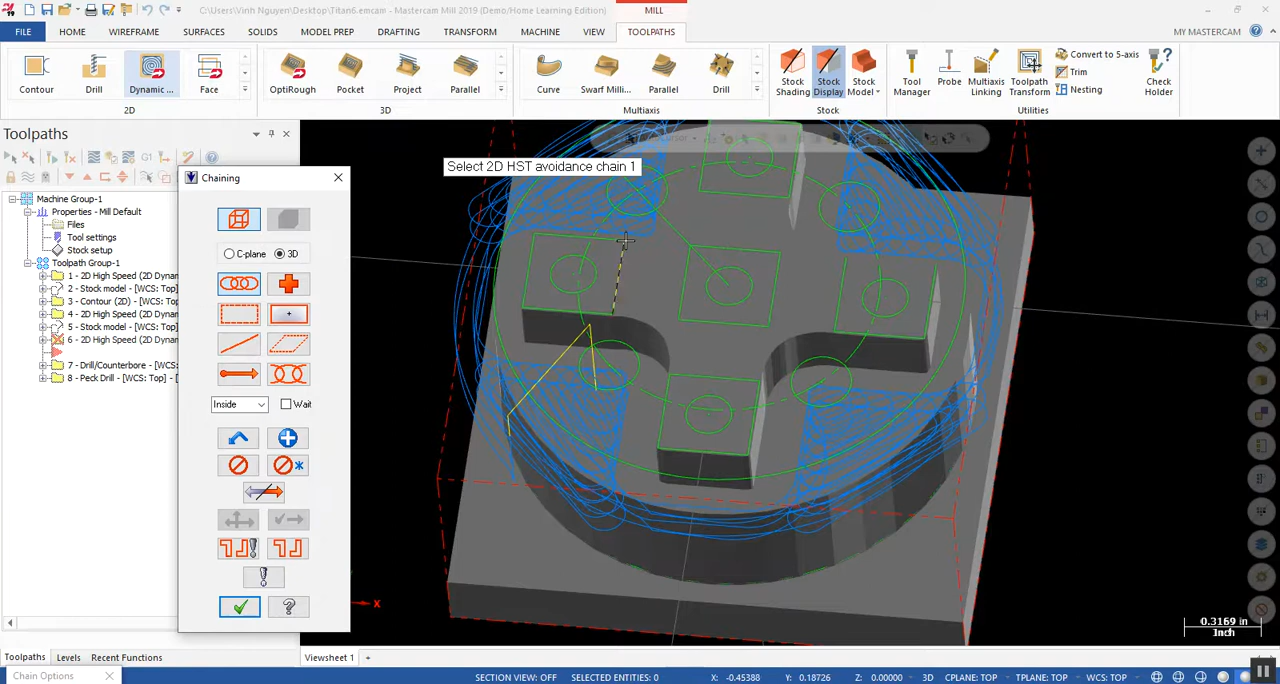 C:\Users\Vinh Nguyen\Desktop\Titan6.emcam - Mastercam Mill 2019 (Demo/Home Learning Edition)
MILL
FILE HOME WIREFRAME SURFACES SOLIDS MODEL PREP DRAFTING TRANSFORM MACHINE VIEW TOOLPATHS MY MASTERCAM
Contour Drill Dynamic ... Face OptiRough Pocket Project Parallel Curve Swarf Milli... Parallel Drill
Stock Shading Stock Display Stock Model Tool Manager Probe Multiaxis Linking Toolpath Transform
Convert to 5-axis
Trim
Nesting
Check Holder
2D 3D Multiaxis Stock Utilities
Toolpaths
G1
Machine Group-1
Properties - Mill Default
Files
Tool settings
Stock setup
Toolpath Group-1
1 - 2D High Speed (2D Dyna
2 - Stock model - [WCS: Top]
3 - Contour (2D) - [WCS: Top
4 - 2D High Speed (2D Dynam
5 - Stock model - [WCS: Top]
6 - 2D High Speed (2D Dynam
7 - Drill/Counterbore - [WCS:
8 - Peck Drill - [WCS: Top] - [
Chaining
C-plane 3D
Inside Wait
Select 2D HST avoidance chain 1
X
0.3169 in
Inch
Toolpaths Levels Recent Functions
Viewsheet 1 +
Chain Options
SECTION VIEW: OFF SELECTED ENTITIES: 0 X: -0.45388 Y: 0.18726 Z: 0.00000 3D CPLANE: TOP TPLANE: TOP WCS: TOP